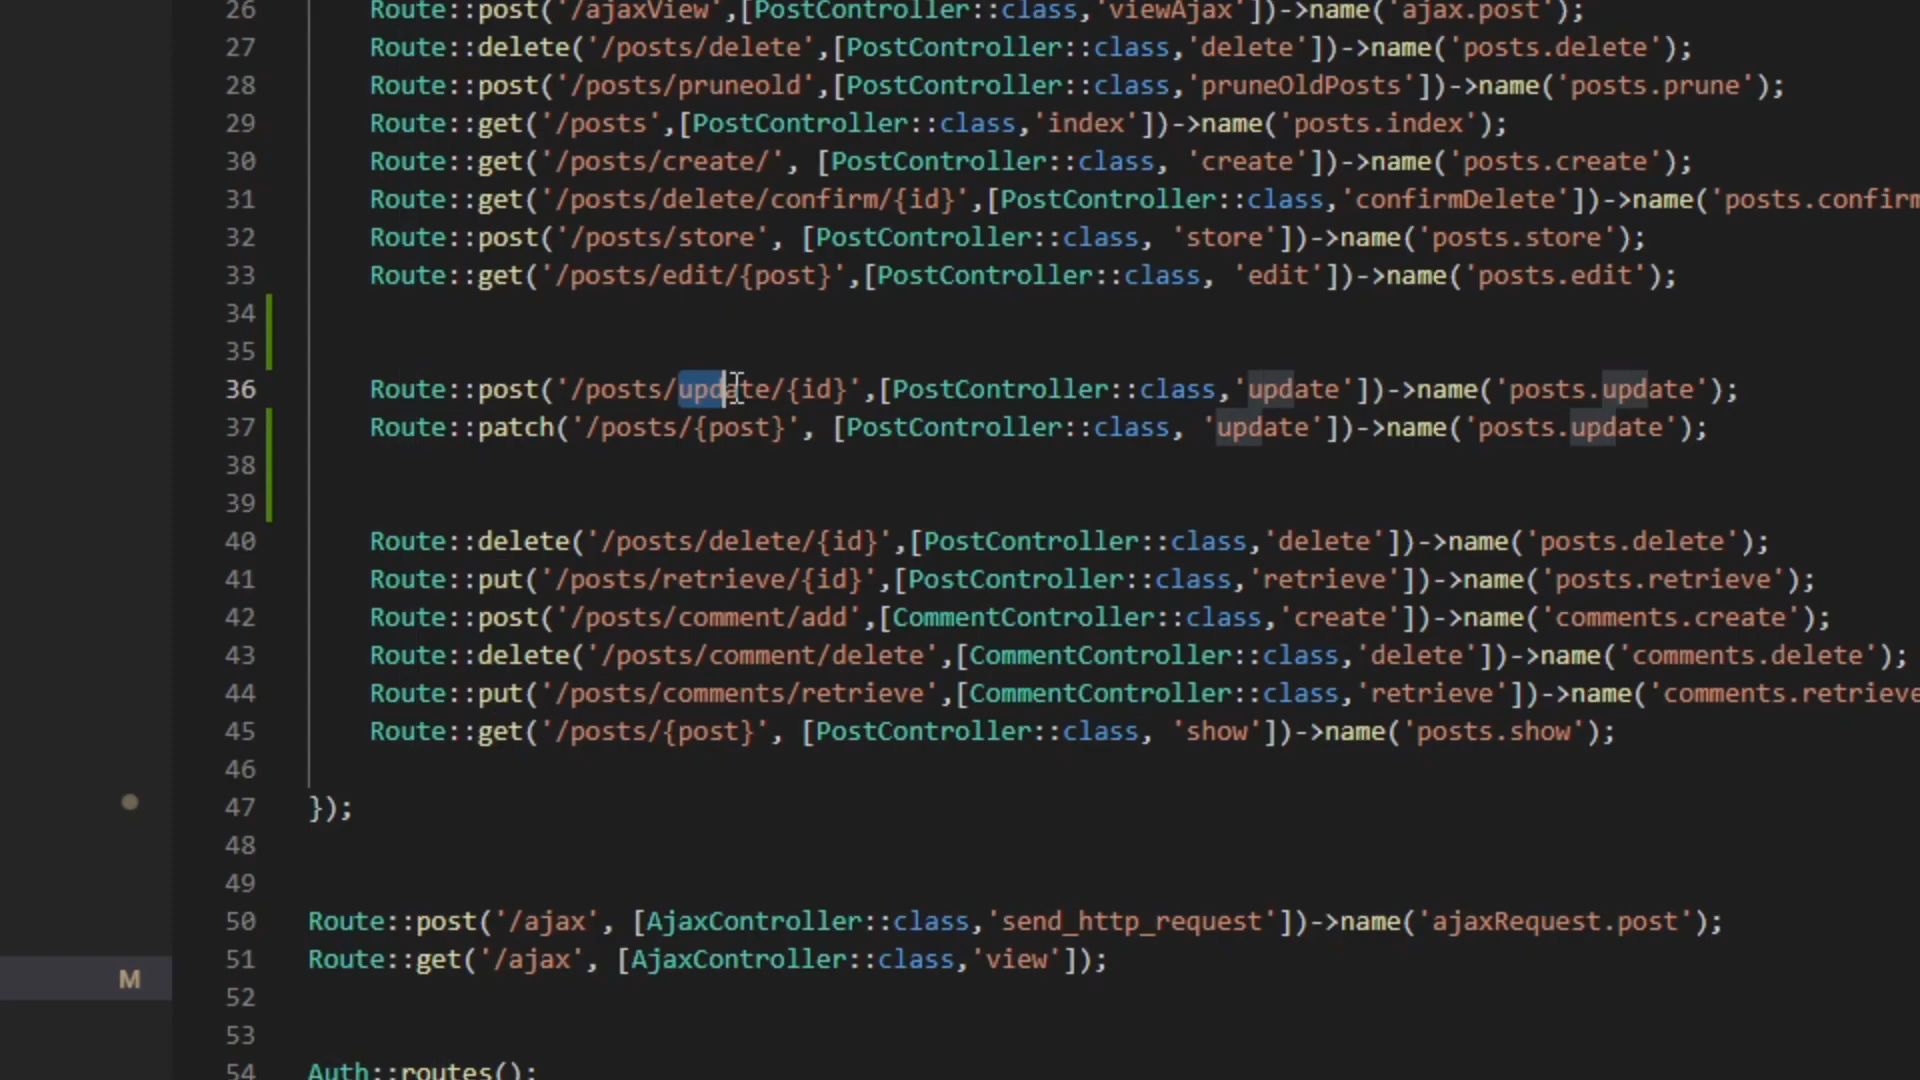 26 Route::post('/ajaxView',[PostController::class,'viewAjax'])->name('ajax.post');
27 Route::delete('/posts/delete',[PostController::class,'delete'])->name('posts.delete');
28 Route::post('/posts/pruneold',[PostController::class,'pruneOldPosts'])->name('posts.prune');
29 Route::get('/posts',[PostController::class,'index'])->name('posts.index');
30 Route::get('/posts/create/', [PostController::class, 'create'])->name('posts.create');
31 Route::get('/posts/delete/confirm/{id}',[PostController::class,'confirmDelete'])->name('posts.confirm
32 Route::post('/posts/store', [PostController::class, 'store'])->name('posts.store');
33 Route::get('/posts/edit/{post}',[PostController::class, 'edit'])->name('posts.edit');
34
35
36 Route::post('/posts/update/{id}',[PostController::class,'update'])->name('posts.update');
37 Route::patch('/posts/{post}', [PostController::class, 'update'])->name('posts.update');
38
39
40 Route::delete('/posts/delete/{id}',[PostController::class,'delete'])->name('posts.delete');
41 Route::put('/posts/retrieve/{id}',[PostController::class,'retrieve'])->name('posts.retrieve');
42 Route::post('/posts/comment/add',[CommentController::class,'create'])->name('comments.create');
43 Route::delete('/posts/comment/delete',[CommentController::class,'delete'])->name('comments.delete');
44 Route::put('/posts/comments/retrieve',[CommentController::class,'retrieve'])->name('comments.retrieve
45 Route::get('/posts/{post}', [PostController::class, 'show'])->name('posts.show');
46
47 });
48
49
50 Route::post('/ajax', [AjaxController::class,'send_http_request'])->name('ajaxRequest.post');
M
51 Route::get('/ajax', [AjaxController::class,'view']);
52
53
54 Auth::routes();